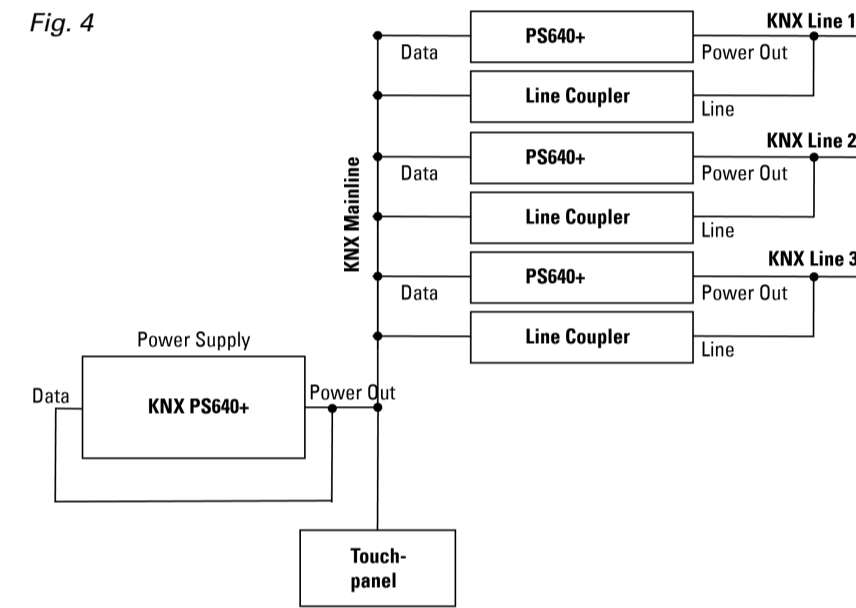 Fig. 4
KNX Line 1
PS640+
Data
Power Out
Line Coupler
Line
KNX Line 2
PS640+
Data
Power Out
Line Coupler
Line
KNX Mainline
KNX Line 3
PS640+
Data
Power Out
Line Coupler
Line
Power Supply
Data
KNX PS640+
Power Out
Touch-
panel